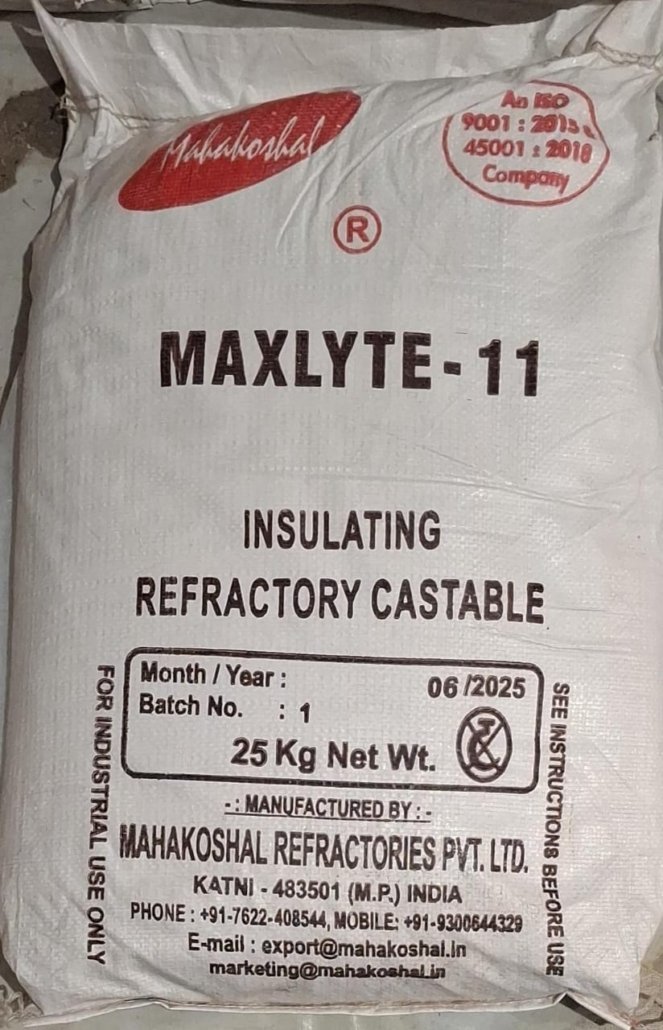 Mahakoshal
An ISO
9001 : 2015 &
45001 : 2018
Company
®
MAXLYTE - 11
INSULATING
REFRACTORY CASTABLE
Month / Year : 06 /2025
Batch No. : 1
25 Kg Net Wt.
FOR INDUSTRIAL USE ONLY
SEE INSTRUCTIONS BEFORE USE
-: MANUFACTURED BY :-
MAHAKOSHAL REFRACTORIES PVT. LTD.
KATNI - 483501 (M.P.) INDIA
PHONE : +91-7622-408544, MOBILE: +91-9300644329
E-mail : export@mahakoshal.in
marketing@mahakoshal.in